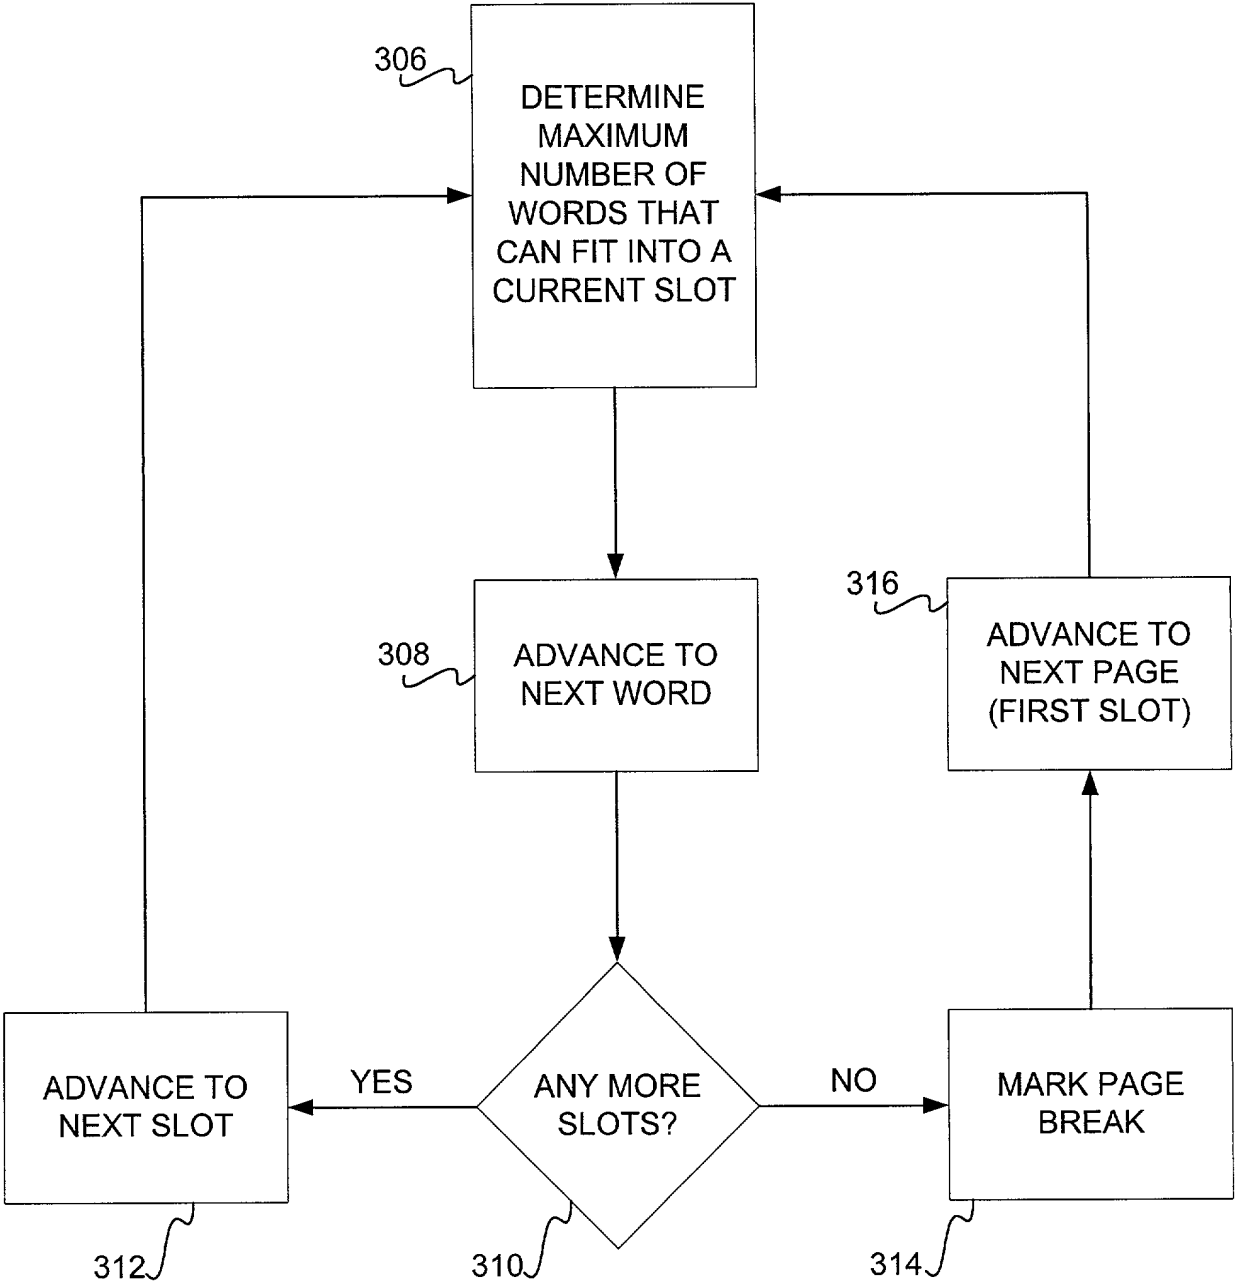 306
DETERMINE
MAXIMUM
NUMBER OF
WORDS THAT
CAN FIT INTO A
CURRENT SLOT
308
ADVANCE TO
NEXT WORD
316
ADVANCE TO
NEXT PAGE
(FIRST SLOT)
ADVANCE TO
NEXT SLOT
312
YES
ANY MORE
SLOTS?
310
NO
MARK PAGE
BREAK
314